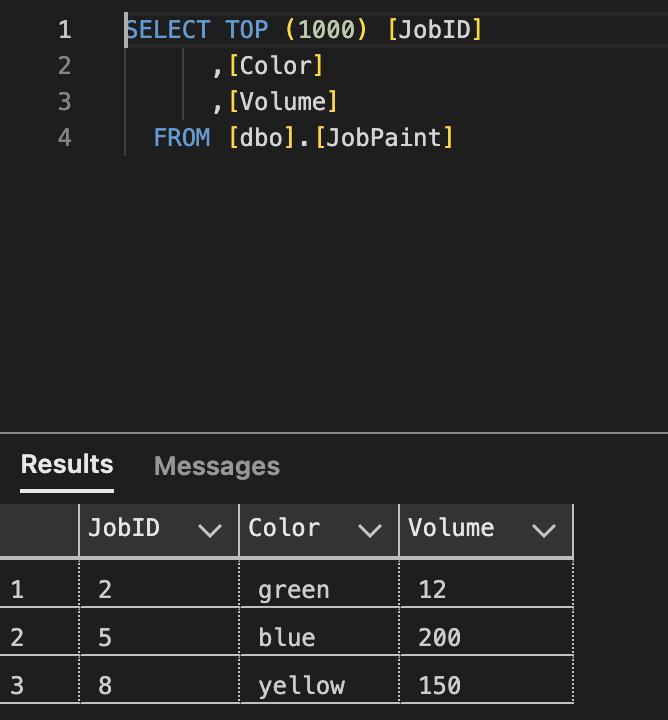 1 SELECT TOP (1000) [JobID]
2 ,[Color]
3 ,[Volume]
4 FROM [dbo].[JobPaint]
Results Messages
JobID Color Volume
1 2 green 12
2 5 blue 200
3 8 yellow 150